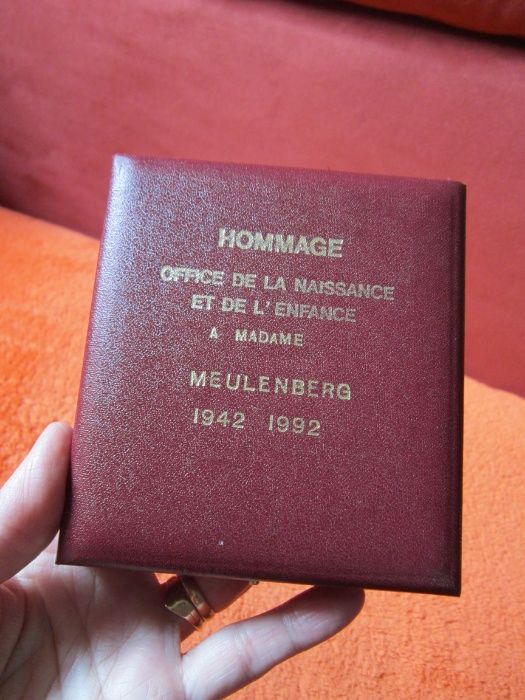 HOMMAGE
OFFICE DE LA NAISSANCE
ET DE L'ENFANCE
A MADAME
MEULENBERG
1942 1992